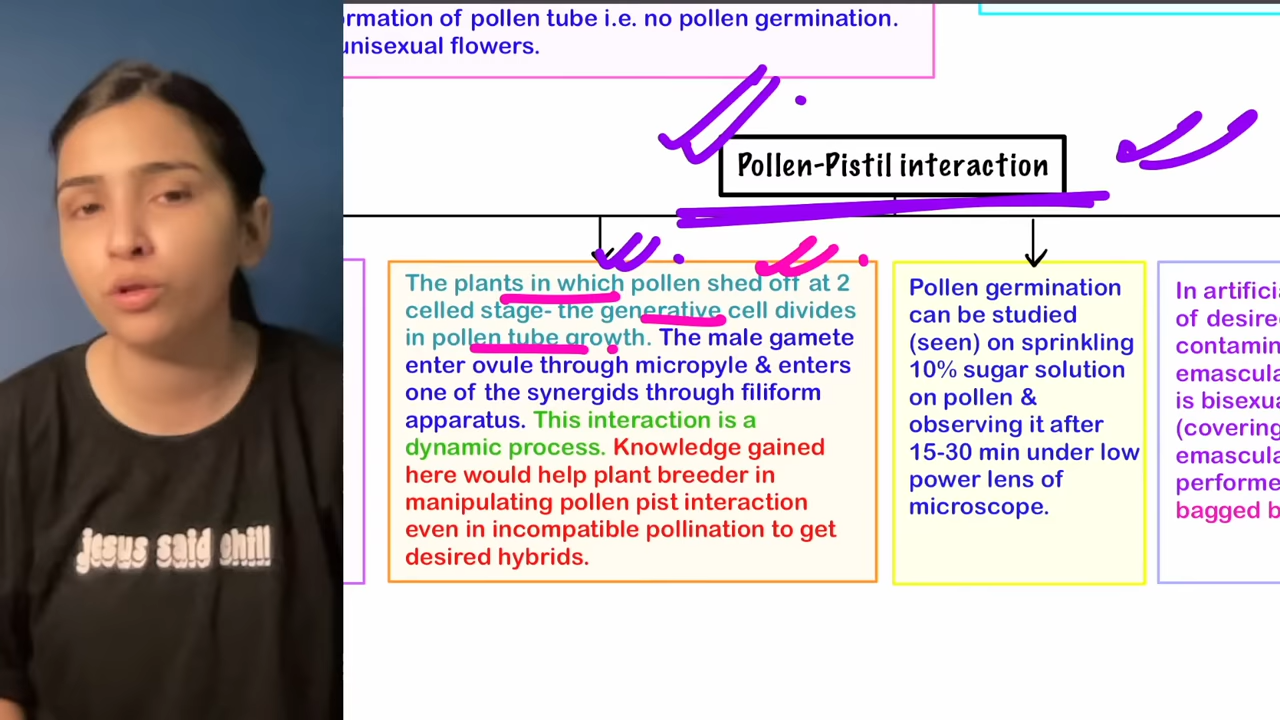 ormation of pollen tube i.e. no pollen germination.
unisexual flowers.
Pollen-Pistil interaction
The plants in which pollen shed off at 2
celled stage- the generative cell divides
in pollen tube growth. The male gamete
enter ovule through micropyle & enters
one of the synergids through filiform
apparatus. This interaction is a
dynamic process. Knowledge gained
here would help plant breeder in
manipulating pollen pist interaction
even in incompatible pollination to get
desired hybrids.
Pollen germination
can be studied
(seen) on sprinkling
10% sugar solution
on pollen &
observing it after
15-30 min under low
power lens of
microscope.
In artificia
of desire
contamin
emascula
is bisexua
(covering
emascula
performe
bagged b
jesus said chill